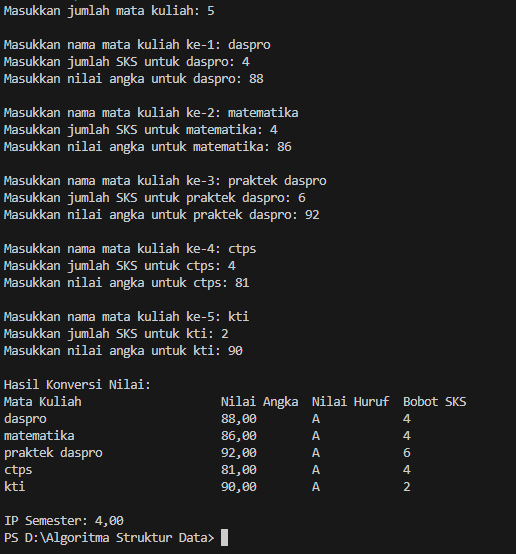 Masukkan jumlah mata kuliah: 5
Masukkan nama mata kuliah ke-1: daspro
Masukkan jumlah SKS untuk daspro: 4
Masukkan nilai angka untuk daspro: 88
Masukkan nama mata kuliah ke-2: matematika
Masukkan jumlah SKS untuk matematika: 4
Masukkan nilai angka untuk matematika: 86
Masukkan nama mata kuliah ke-3: praktek daspro
Masukkan jumlah SKS untuk praktek daspro: 6
Masukkan nilai angka untuk praktek daspro: 92
Masukkan nama mata kuliah ke-4: ctps
Masukkan jumlah SKS untuk ctps: 4
Masukkan nilai angka untuk ctps: 81
Masukkan nama mata kuliah ke-5: kti
Masukkan jumlah SKS untuk kti: 2
Masukkan nilai angka untuk kti: 90
Hasil Konversi Nilai:
Mata Kuliah Nilai Angka Nilai Huruf Bobot SKS
daspro 88,00 A 4
matematika 86,00 A 4
praktek daspro 92,00 A 6
ctps 81,00 A 4
kti 90,00 A 2
IP Semester: 4,00
PS D:\Algoritma Struktur Data>